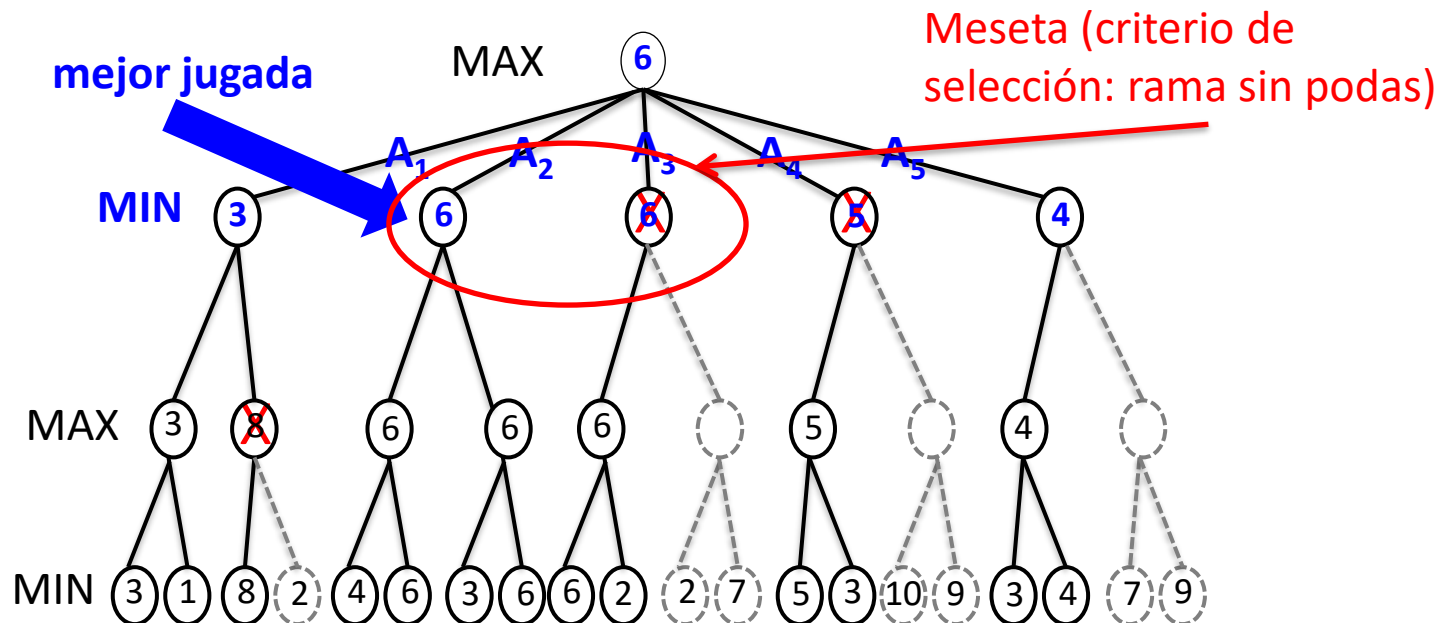 Meseta (criterio de
selección: rama sin podas)
mejor jugada
MAX 6
A1 A2 A3 A4 A5
MIN 3 6 6 5 4
MAX 3 8 6 6 6 5 4
MIN 3 1 8 2 4 6 3 6 6 2 2 7 5 3 10 9 3 4 7 9